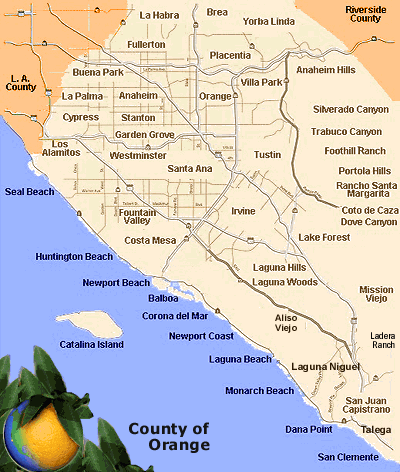 Brea
Riverside
County
La Habra
Yorba Linda
Fullerton
Placentia
Anaheim Hills
Buena Park
L. A.
County
Villa Park
La Palma
Anaheim
Orange
Silverado Canyon
Cypress
Stanton
Trabuco Canyon
Garden Grove
Los
Alamitos
Foothill Ranch
Westminster
Tustin
Santa Ana
Portola Hills
Seal Beach
Rancho Santa
Margarita
Fountain
Valley
Irvine
Coto de Caza
Dove Canyon
Costa Mesa
Lake Forest
Huntington Beach
Laguna Hills
Newport Beach
Laguna Woods
Mission
Viejo
Balboa
Corona del Mar
Aliso
Viejo
Catalina Island
Newport Coast
Ladera
Ranch
Laguna Beach
Laguna Niguel
Monarch Beach
San Juan
Capistrano
County of
Orange
Dana Point
Talega
San Clemente